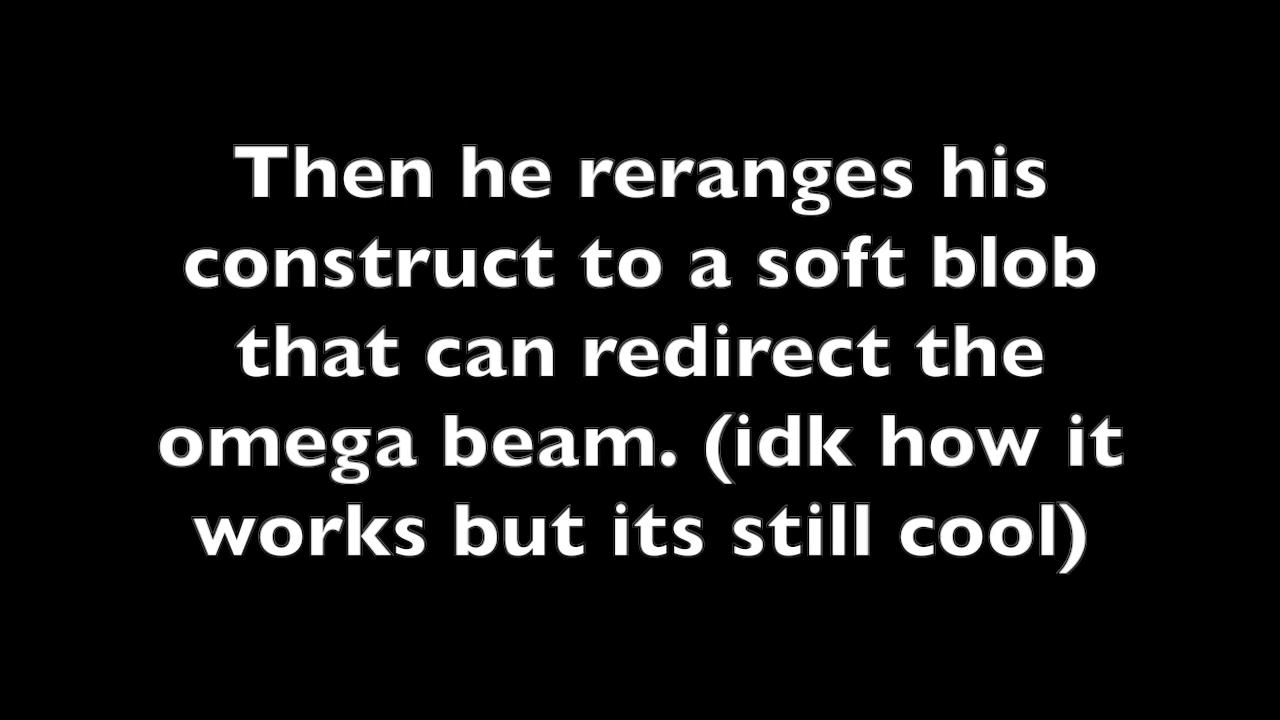 Then he reranges his
construct to a soft blob
that can redirect the
omega beam. (idk how it
works but its still cool)